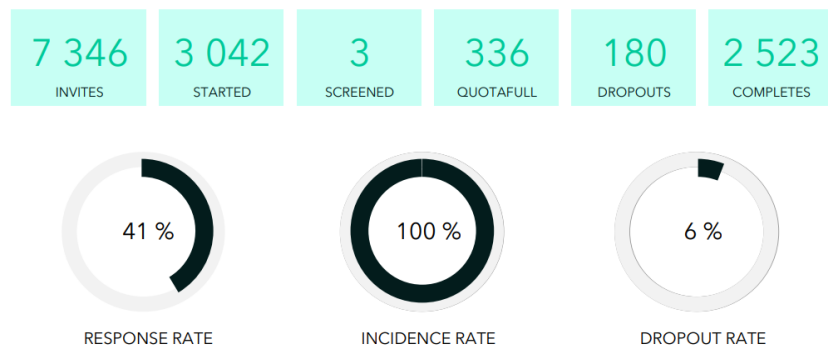 7 346 3 042 3 336 180 2 523
INVITES STARTED SCREENED QUOTAFULL DROPOUTS COMPLETES
41 % 100 % 6 %
RESPONSE RATE INCIDENCE RATE DROPOUT RATE